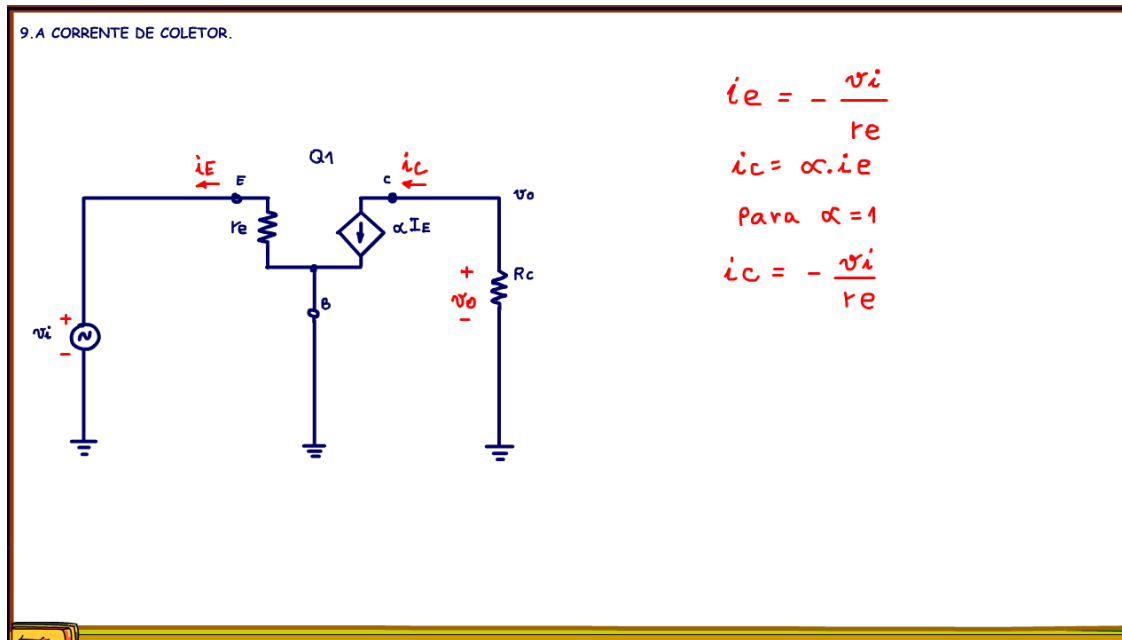 9.A CORRENTE DE COLETOR.
ie = - vi / re
ic = α.ie
Para α = 1
ic = - vi / re
Q1
iE
ic
E
c
vo
re
αIE
+
vo
-
Rc
B
vi
+
-